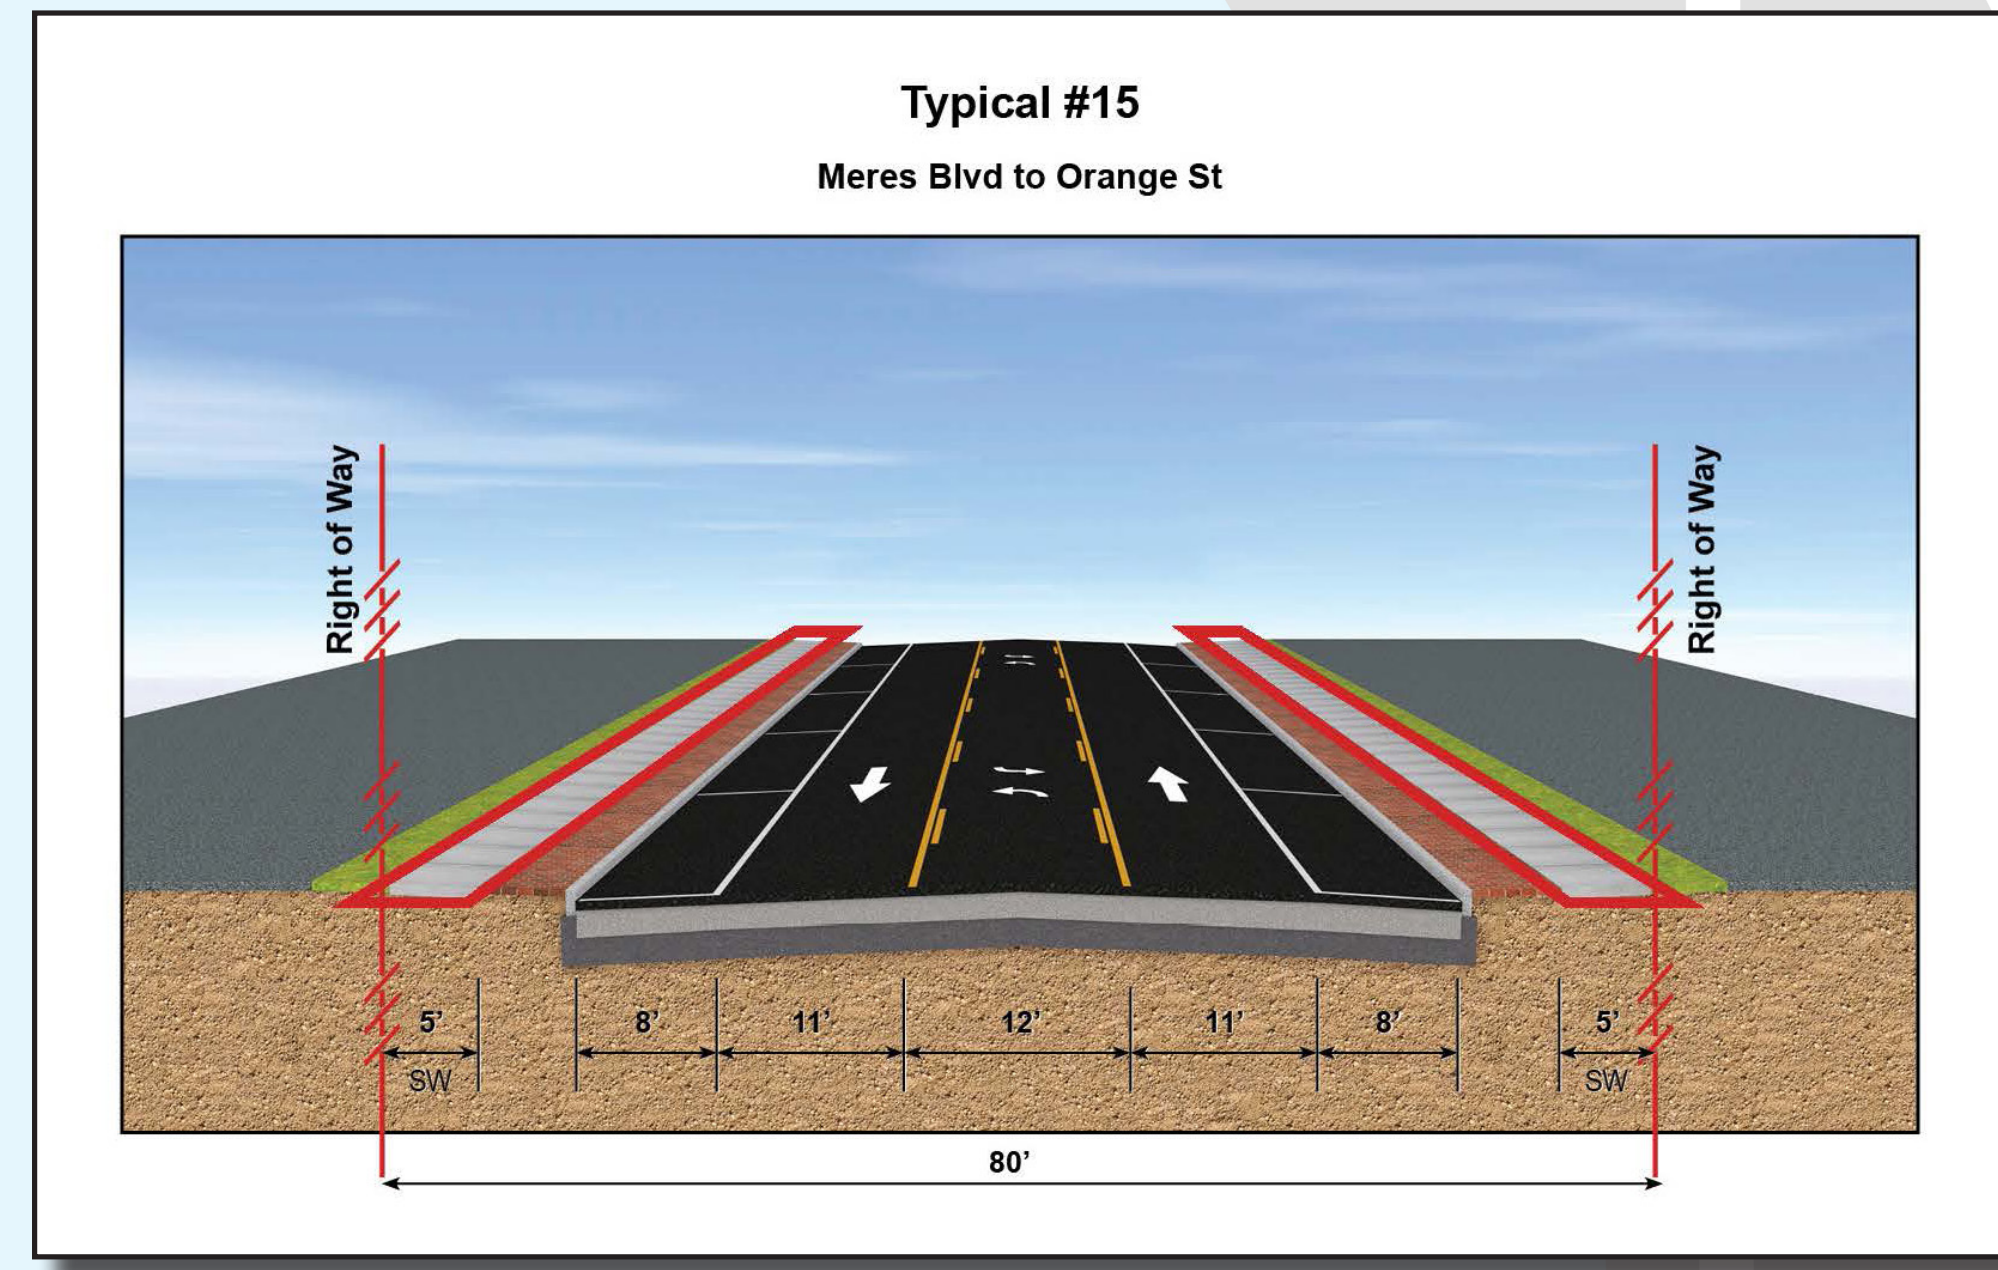 Typical #15
Meres Blvd to Orange St
Right of Way
Right of Way
5’
8’
11’
12’
11’
8’
5’
SW
SW
80’